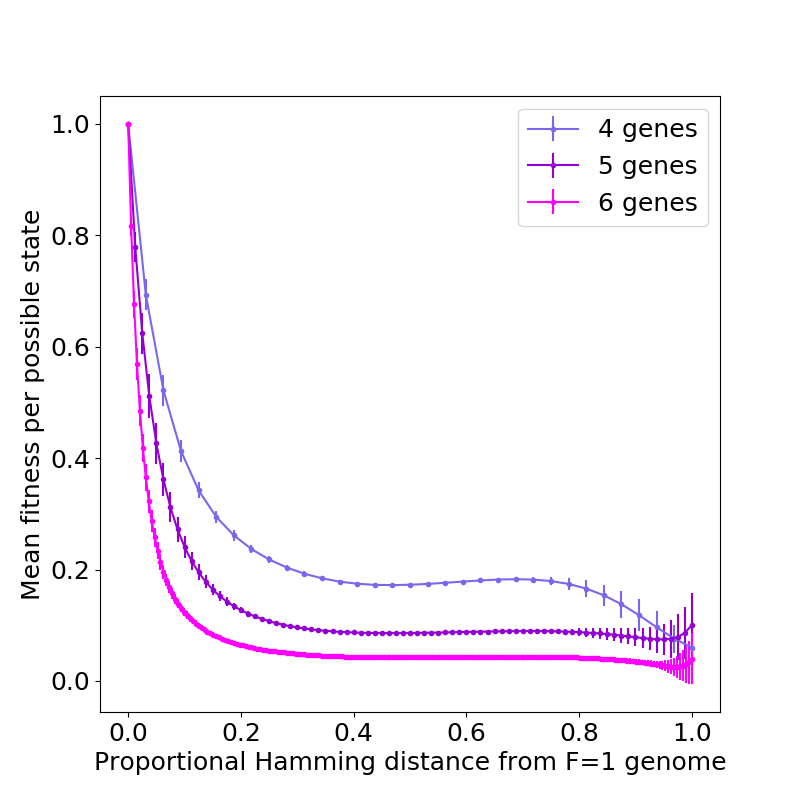 4 genes
5 genes
6 genes
Mean fitness per possible state
1.0
0.8
0.6
0.4
0.2
0.0
0.0 0.2 0.4 0.6 0.8 1.0
Proportional Hamming distance from F=1 genome